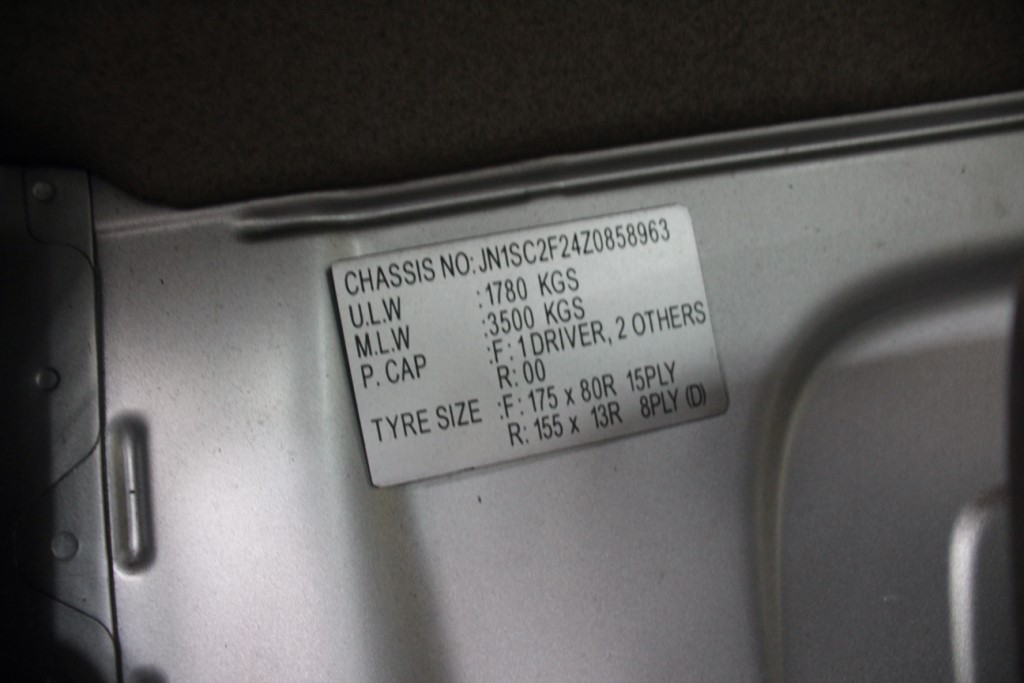 CHASSIS NO: JN1SC2F24Z0858963
U.L.W :1780 KGS
M.L.W :3500 KGS
P. CAP :F: 1 DRIVER, 2 OTHERS
R: 00
TYRE SIZE :F: 175 x 80R 15PLY
R: 155 x 13R 8PLY (D)